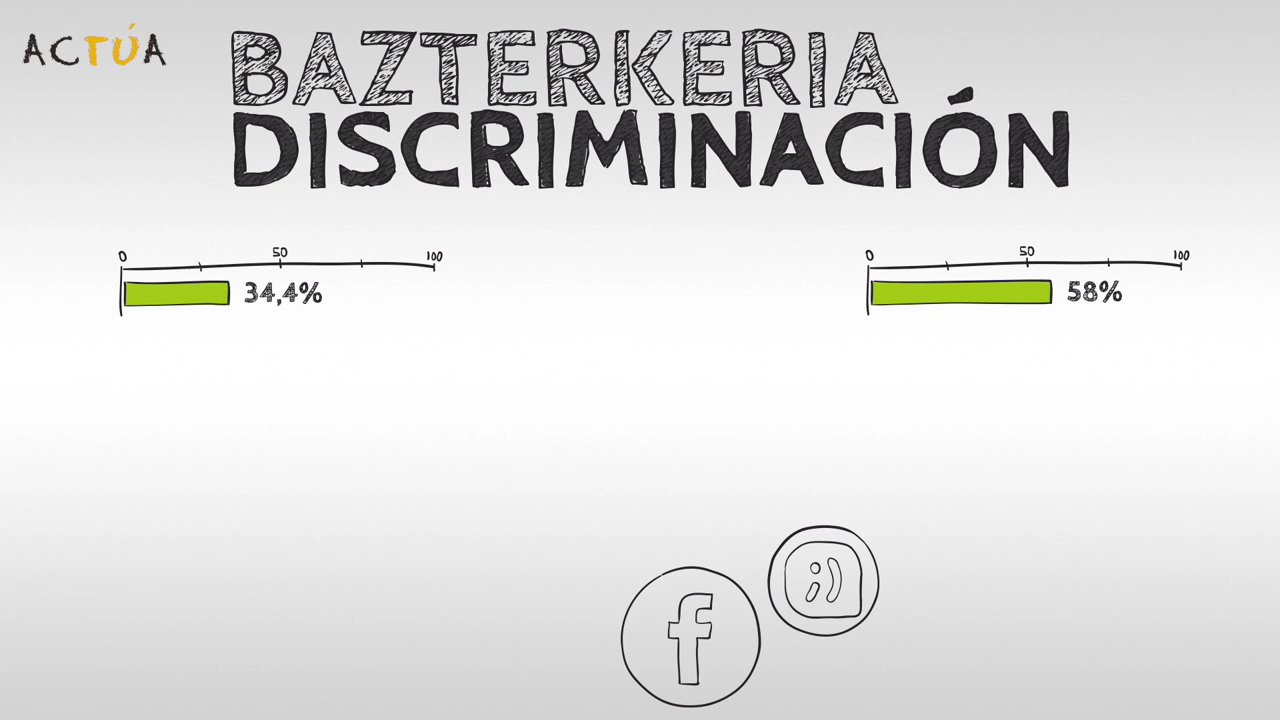 ACTÚA
BAZTERKERIA
DISCRIMINACIÓN
0 50 100
34,4%
0 50 100
58%
f
;)